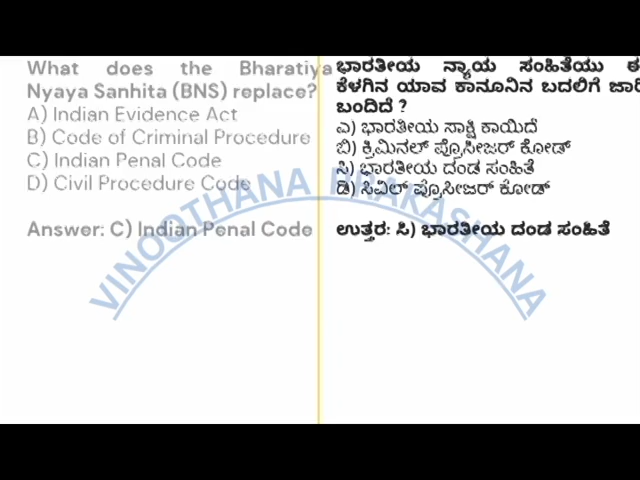 What does the Bharatiya
Nyaya Sanhita (BNS) replace?
A) Indian Evidence Act
B) Code of Criminal Procedure
C) Indian Penal Code
D) Civil Procedure Code
Answer: C) Indian Penal Code
ಭಾರತೀಯ ನ್ಯಾಯ ಸಂಹಿತೆಯು ಈ
ಕೆಳಗಿನ ಯಾವ ಕಾನೂನಿನ ಬದಲಿಗೆ ಜಾರಿ
ಬಂದಿದೆ ?
ಎ) ಭಾರತೀಯ ಸಾಕ್ಷಿ ಕಾಯಿದೆ
ಬಿ) ಕ್ರಿಮಿನಲ್ ಪ್ರೊಸೀಜರ್ ಕೋಡ್
ಸಿ) ಭಾರತೀಯ ದಂಡ ಸಂಹಿತೆ
ಡಿ) ಸಿವಿಲ್ ಪ್ರೊಸೀಜರ್ ಕೋಡ್
ಉತ್ತರ: ಸಿ) ಭಾರತೀಯ ದಂಡ ಸಂಹಿತೆ
VINOOTHANA PRAKASHANA